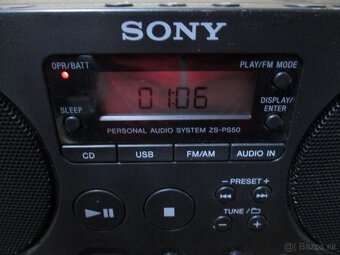 SONY
OPR/BATT
PLAY/FM MODE
01:06
SLEEP
DISPLAY/
ENTER
PERSONAL AUDIO SYSTEM ZS-PS50
CD USB FM/AM AUDIO IN
– PRESET +
TUNE /
– +
bazos.sk